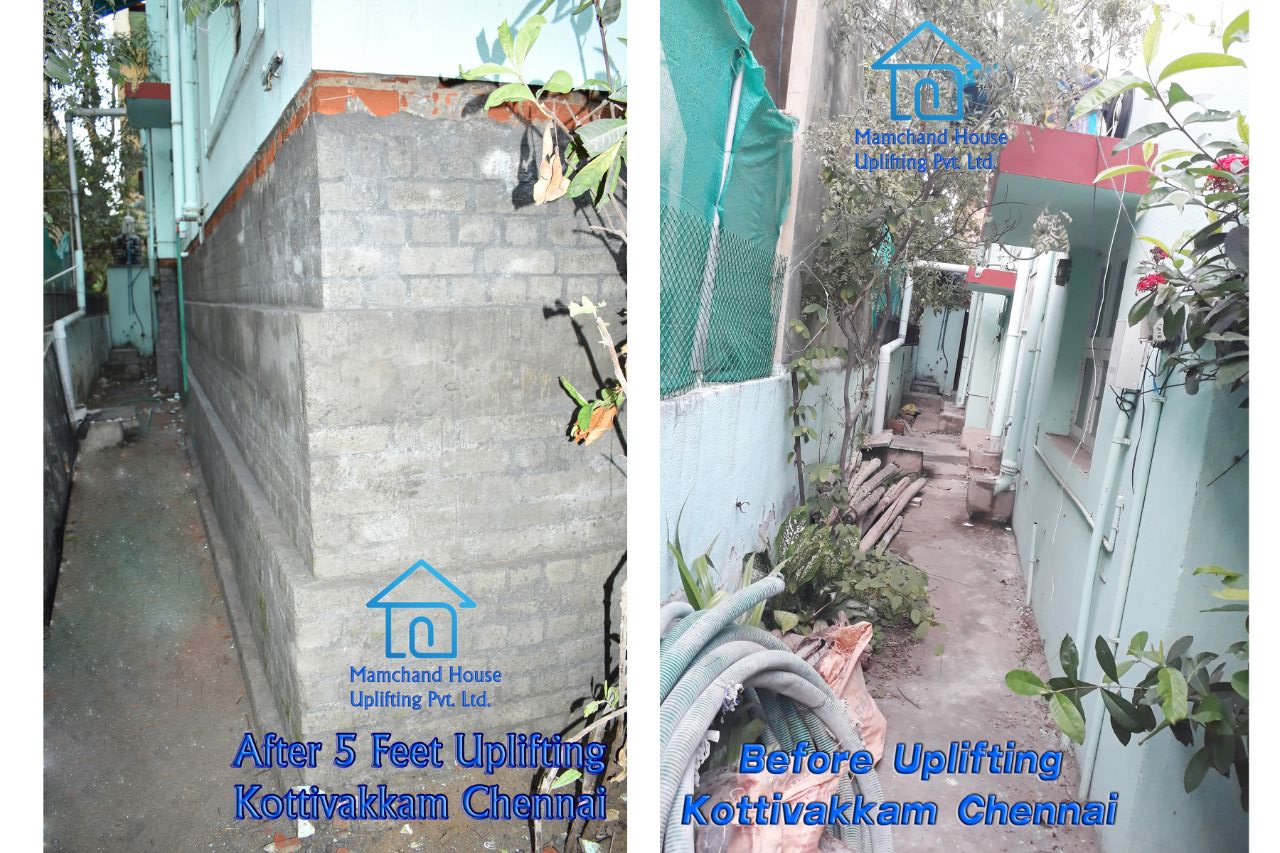 Mamchand House
Uplifting Pvt. Ltd.
After 5 Feet Uplifting
Kottivakkam Chennai
Mamchand House
Uplifting Pvt. Ltd.
Before Uplifting
Kottivakkam Chennai